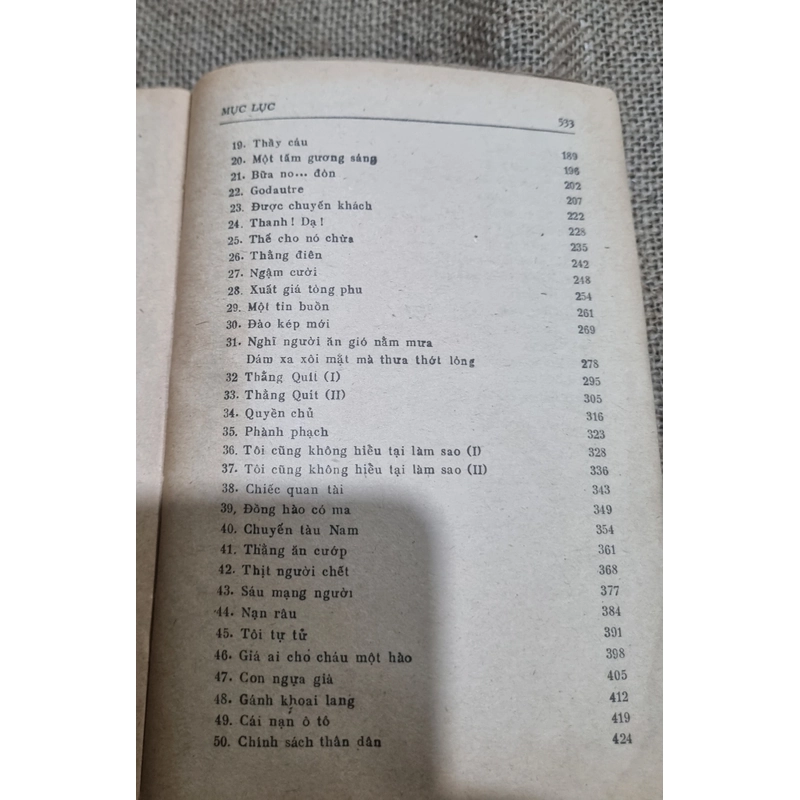 MỤC LỤC 533
19. Thầy cáu 189
20. Một tấm gương sáng 196
21. Bữa no... đòn 202
22. Godautre 207
23. Được chuyến khách 222
24. Thanh! Dạ! 228
25. Thế cho nó chừa 235
26. Thằng điên 242
27. Ngậm cười 248
28. Xuất giá tòng phu 254
29. Một tin buồn 261
30. Đào kép mới 269
31. Nghĩ người ăn gió nằm mưa
Dám xa xôi mặt mà thưa thớt lòng 278
32 Thằng Quít (I) 295
33. Thằng Quít (II) 305
34. Quyền chủ 316
35. Phành phạch 323
36. Tôi cũng không hiểu tại làm sao (I) 328
37. Tôi cũng không hiểu tại làm sao (II) 336
38. Chiếc quan tài 343
39. Đồng hào có ma 349
40. Chuyến tàu Nam 354
41. Thằng ăn cướp 361
42. Thịt người chết 368
43. Sáu mạng người 377
44. Nạn râu 384
45. Tôi tự tử 391
46. Giá ai cho cháu một hào 398
47. Con ngựa già 405
48. Gánh khoai lang 412
49. Cái nạn ô tô 419
50. Chính sách thân dân 424